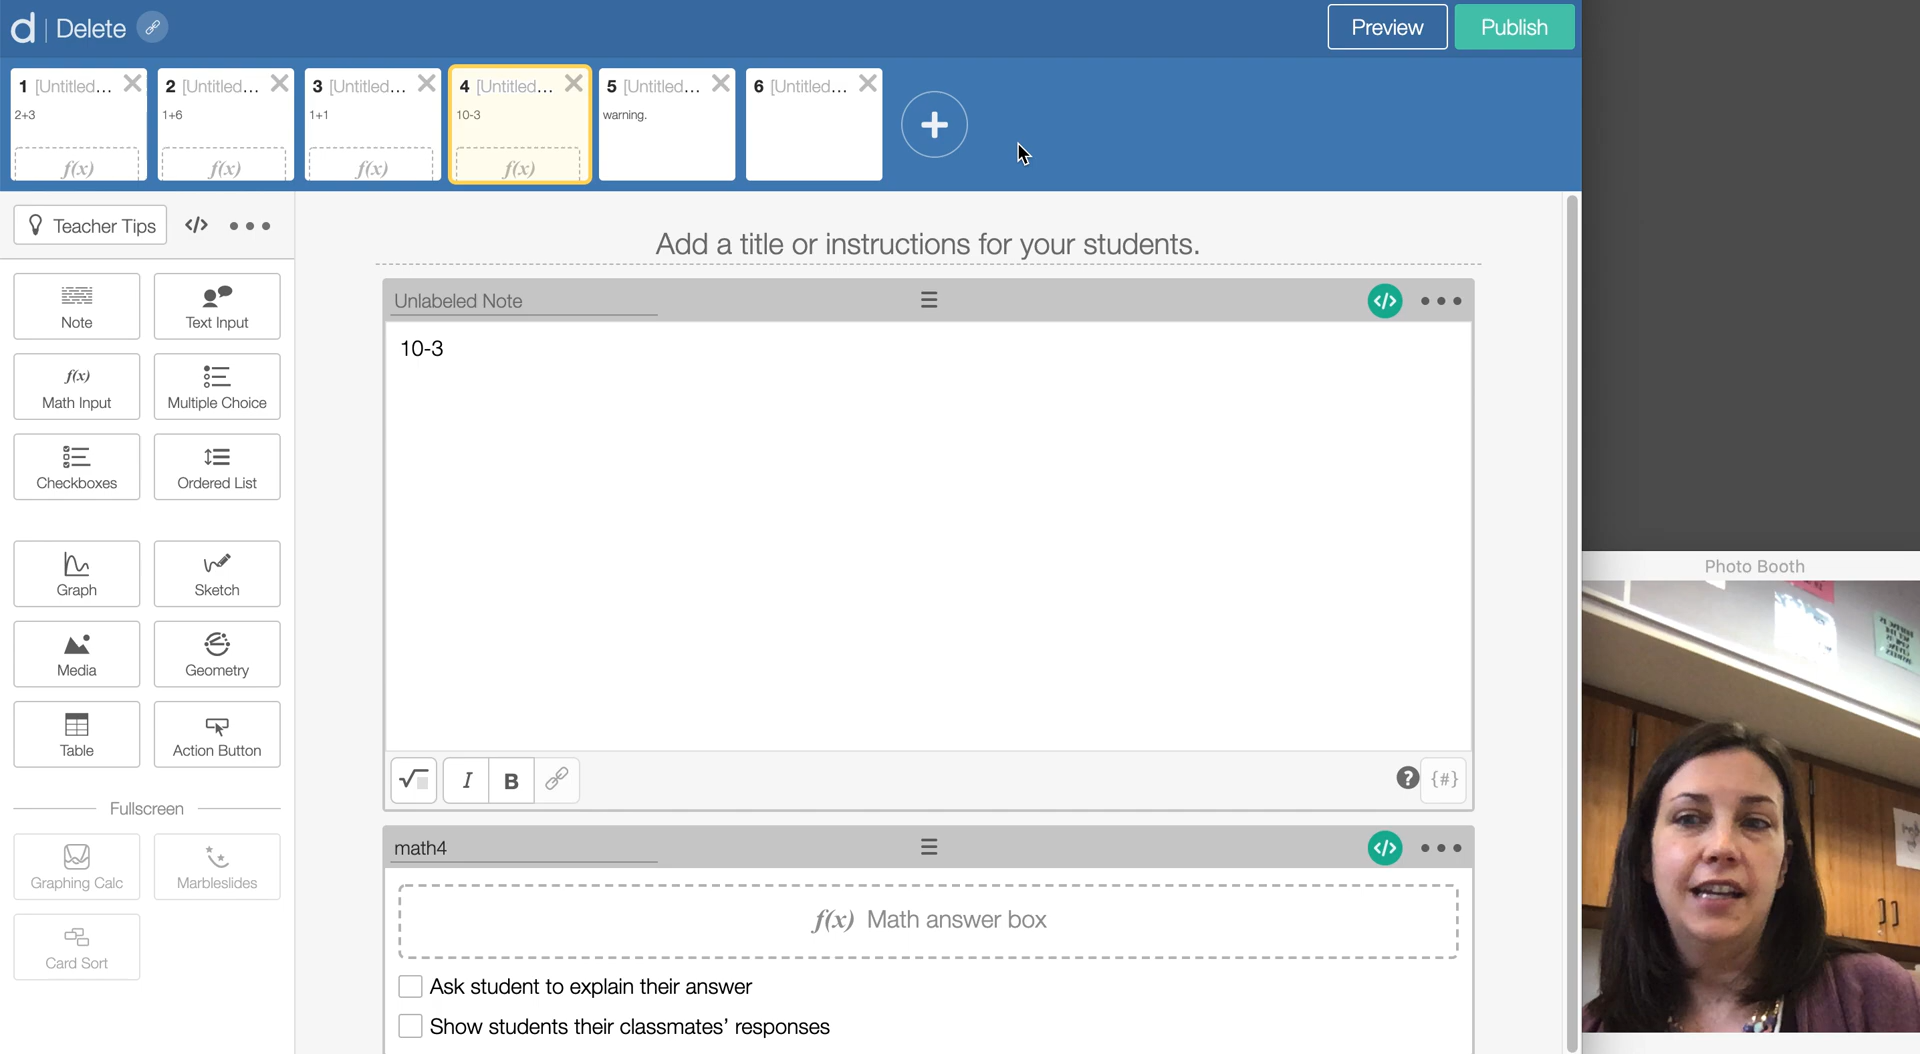 d | Delete
Preview
Publish
1 [Untitled...
2+3
f(x)
2 [Untitled...
1+6
f(x)
3 [Untitled...
1+1
f(x)
4 [Untitled...
10-3
f(x)
5 [Untitled...
warning.
6 [Untitled...
Teacher Tips
</>
Note
Text Input
f(x)
Math Input
Multiple Choice
Checkboxes
Ordered List
Graph
Sketch
Media
Geometry
Table
Action Button
Fullscreen
Graphing Calc
Marbleslides
Card Sort
Add a title or instructions for your students.
Unlabeled Note
</>
10-3
I
B
?
{#}
math4
</>
f(x) Math answer box
Ask student to explain their answer
Show students their classmates' responses
Photo Booth